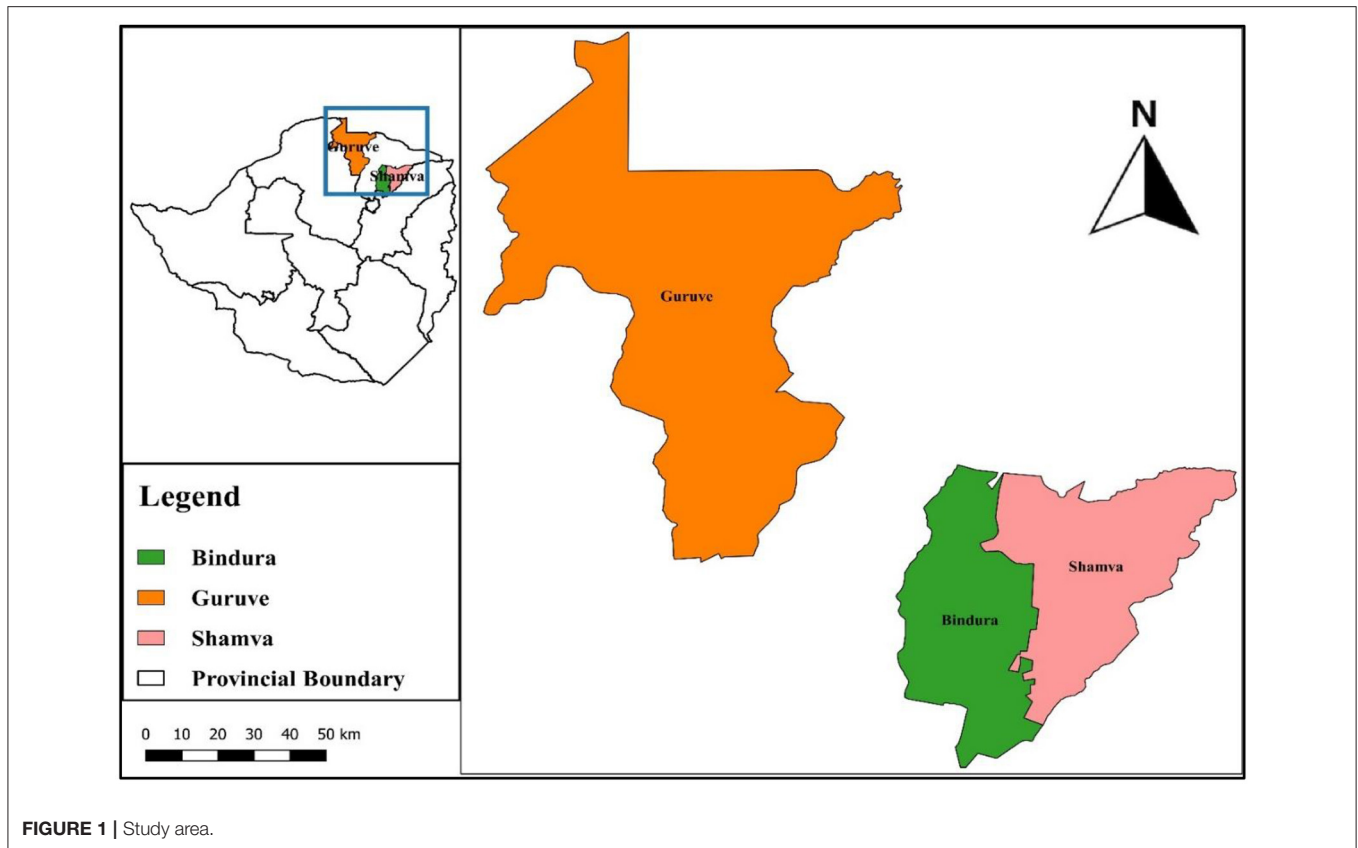 Guruve
Shamva
N
Guruve
Shamva
Bindura
Legend
Bindura
Guruve
Shamva
Provincial Boundary
0 10 20 30 40 50 km
FIGURE 1 | Study area.